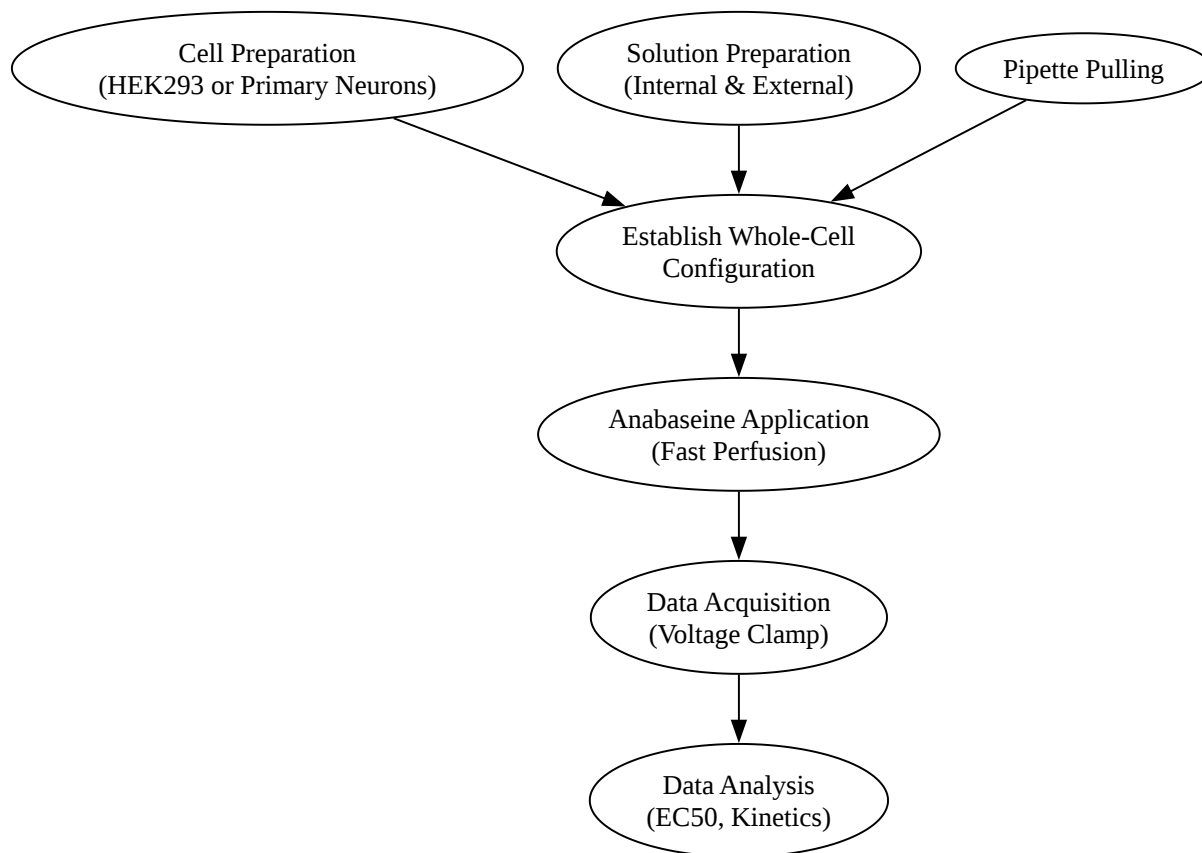 Cell Preparation
(HEK293 or Primary Neurons)
Solution Preparation
(Internal & External)
Pipette Pulling
Establish Whole-Cell
Configuration
Anabaseine Application
(Fast Perfusion)
Data Acquisition
(Voltage Clamp)
Data Analysis
(EC50, Kinetics)